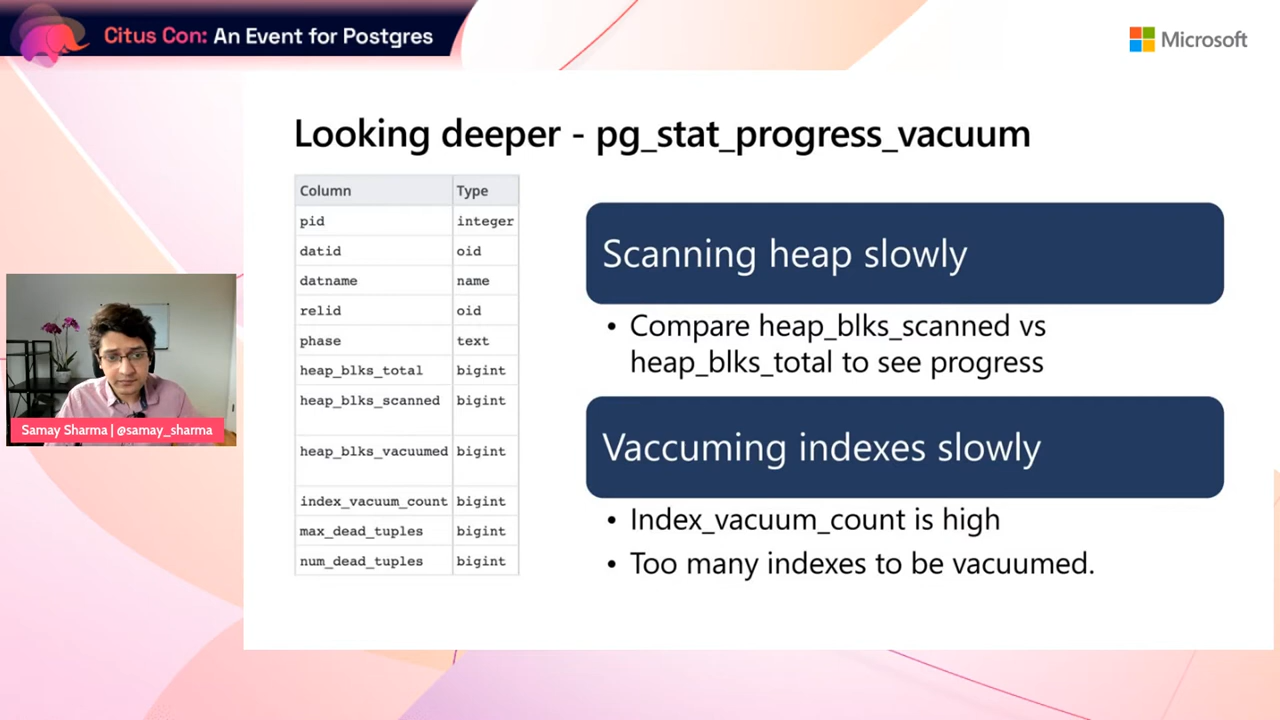 Citus Con: An Event for Postgres
Microsoft
Looking deeper - pg_stat_progress_vacuum
Column Type
pid integer
datid oid
datname name
relid oid
phase text
heap_blks_total bigint
heap_blks_scanned bigint
heap_blks_vacuumed bigint
index_vacuum_count bigint
max_dead_tuples bigint
num_dead_tuples bigint
Scanning heap slowly
• Compare heap_blks_scanned vs
heap_blks_total to see progress
Vaccuming indexes slowly
• Index_vacuum_count is high
• Too many indexes to be vacuumed.
Samay Sharma | @samay_sharma